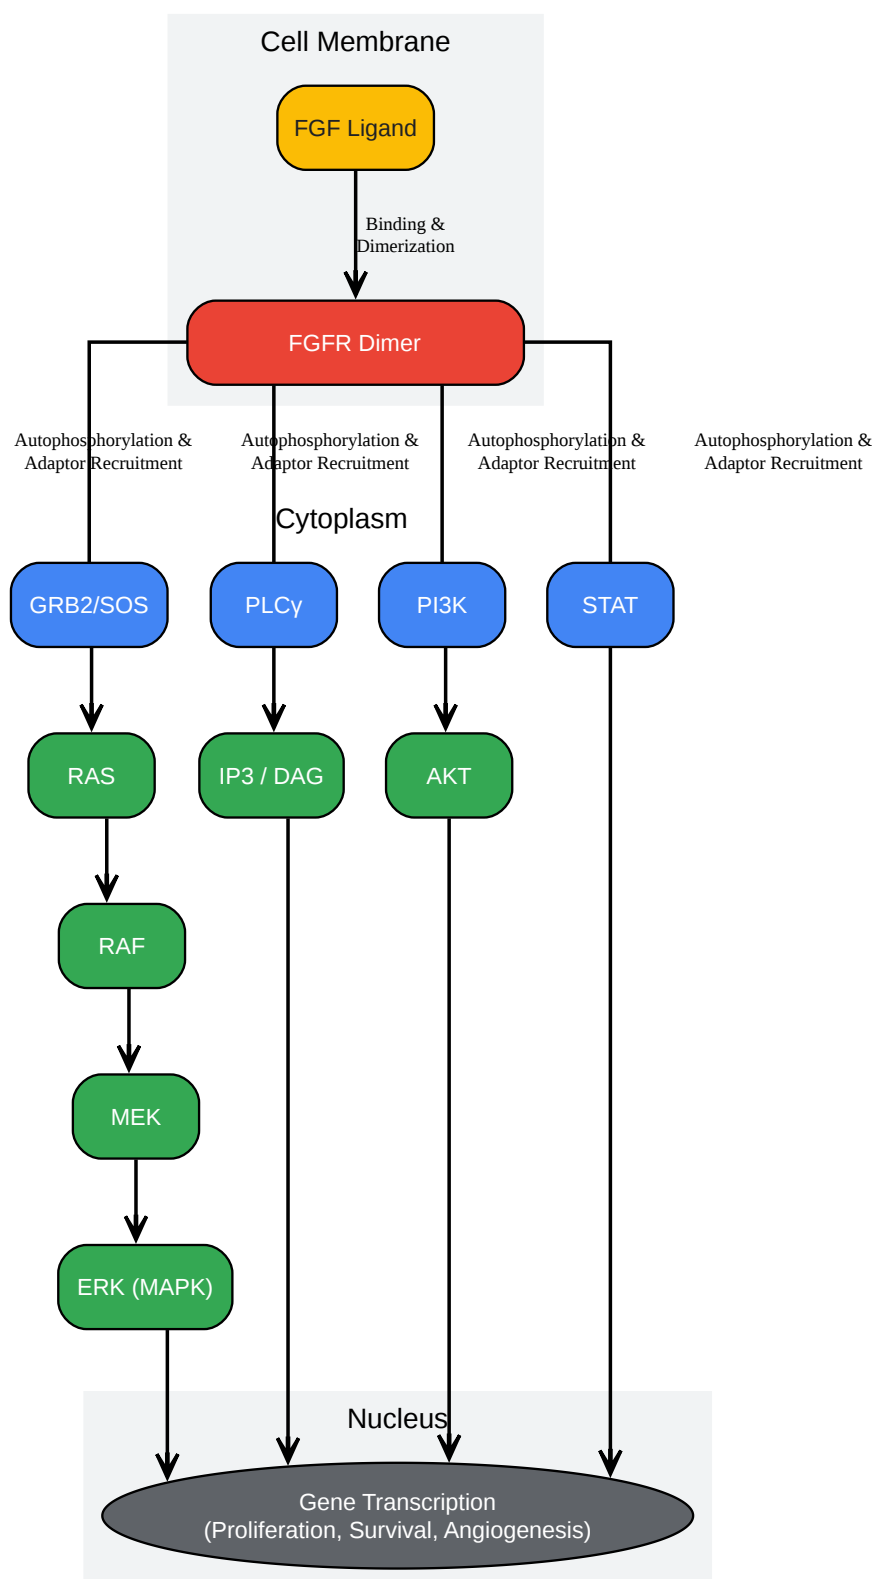 Cell Membrane
FGF Ligand
Binding &
Dimerization
FGFR Dimer
Autophosphorylation &
Adaptor Recruitment
Autophosphorylation &
Adaptor Recruitment
Autophosphorylation &
Adaptor Recruitment
Autophosphorylation &
Adaptor Recruitment
Cytoplasm
GRB2/SOS
PLCγ
PI3K
STAT
RAS
IP3 / DAG
AKT
RAF
MEK
ERK (MAPK)
Nucleus
Gene Transcription
(Proliferation, Survival, Angiogenesis)